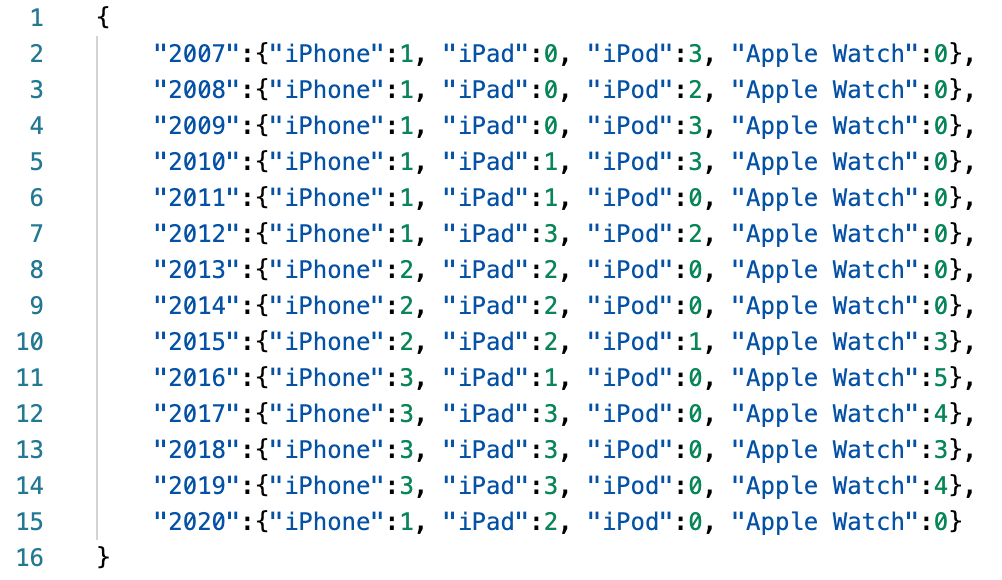 1 {
2 "2007":{"iPhone":1, "iPad":0, "iPod":3, "Apple Watch":0},
3 "2008":{"iPhone":1, "iPad":0, "iPod":2, "Apple Watch":0},
4 "2009":{"iPhone":1, "iPad":0, "iPod":3, "Apple Watch":0},
5 "2010":{"iPhone":1, "iPad":1, "iPod":3, "Apple Watch":0},
6 "2011":{"iPhone":1, "iPad":1, "iPod":0, "Apple Watch":0},
7 "2012":{"iPhone":1, "iPad":3, "iPod":2, "Apple Watch":0},
8 "2013":{"iPhone":2, "iPad":2, "iPod":0, "Apple Watch":0},
9 "2014":{"iPhone":2, "iPad":2, "iPod":0, "Apple Watch":0},
10 "2015":{"iPhone":2, "iPad":2, "iPod":1, "Apple Watch":3},
11 "2016":{"iPhone":3, "iPad":1, "iPod":0, "Apple Watch":5},
12 "2017":{"iPhone":3, "iPad":3, "iPod":0, "Apple Watch":4},
13 "2018":{"iPhone":3, "iPad":3, "iPod":0, "Apple Watch":3},
14 "2019":{"iPhone":3, "iPad":3, "iPod":0, "Apple Watch":4},
15 "2020":{"iPhone":1, "iPad":2, "iPod":0, "Apple Watch":0}
16 }